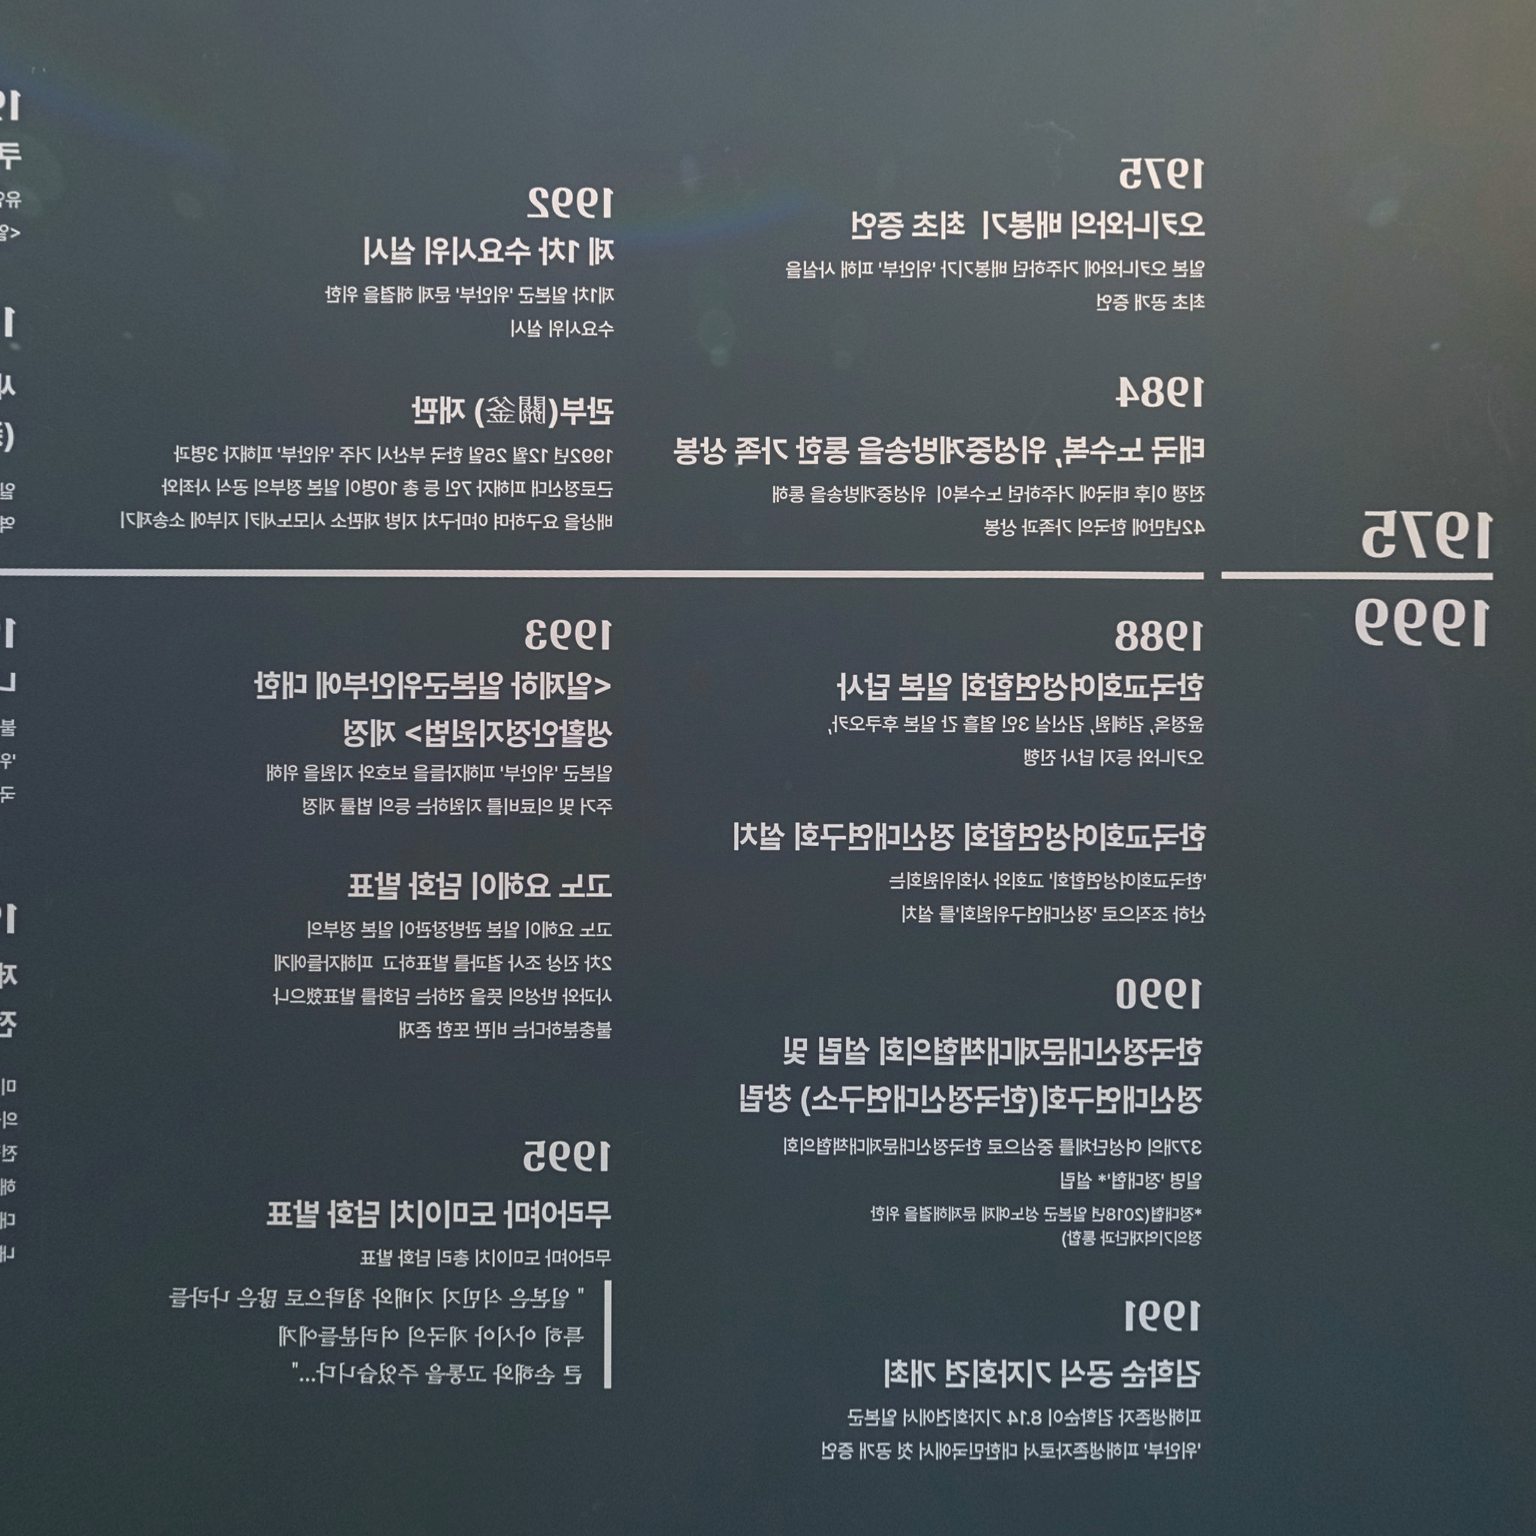 1975
1999
1975
오키나와의 배봉기 최초 증언
일본 오키나와에 거주하던 배봉기가 '위안부' 피해 사실을
최초 공개 증언
1984
태국 노수복, 위성중계방송을 통한 가족 상봉
전쟁 이후 태국에 거주하던 노수복이 위성중계방송을 통해
42년만에 한국의 가족과 상봉
1988
한국교회여성연합회 일본 답사
윤정옥, 김혜원, 김신실 3인 열흘 간 일본 후쿠오카,
오키나와 등지 답사 진행
한국교회여성연합회 정신대연구회 설치
'한국교회여성연합회' 교회와 사회위원회는
산하 조직으로 '정신대연구위원회'를 설치
1990
한국정신대문제대책협의회 설립 및
정신대연구회(한국정신대연구소) 창립
37개의 여성단체를 중심으로 한국정신대문제대책협의회
일명 '정대협'* 설립
*정대협(2018년 일본군 성노예제 문제해결을 위한
정의기억재단과 통합)
1991
김학순 공식 기자회견 개최
피해생존자 김학순이 8.14 기자회견에서 일본군
'위안부' 피해생존자로서 대한민국에서 첫 공개 증언
1992
제 1차 수요시위 실시
제1차 일본군 '위안부' 문제 해결을 위한
수요시위 실시
관부(關釜) 재판
1992년 12월 25일 한국 부산시 거주 '위안부' 피해자 3명과
근로정신대 피해자 7인 등 총 10명이 일본 정부의 공식 사죄와
배상을 요구하며 야마구치 지방 재판소 시모노세키 지부에 소송제기
1993
<일제하 일본군위안부에 대한
생활안정지원법> 제정
일본군 '위안부' 피해자들을 보호와 지원을 위해
주거 및 의료비를 지원하는 등의 법률 제정
고노 요헤이 담화 발표
고노 요헤이 일본 관방장관이 일본 정부의
2차 진상 조사 결과를 발표하고 피해자들에게
사과와 반성의 뜻을 전하는 담화를 발표했으나
불충분하다는 비판 또한 존재
1995
무라야마 도미이치 담화 발표
무라야마 도미이치 총리 담화 발표
" 일본은 식민지 지배와 침략으로 많은 나라들
특히 아시아 제국의 여러분들에게
큰 손해와 고통을 주었습니다..."